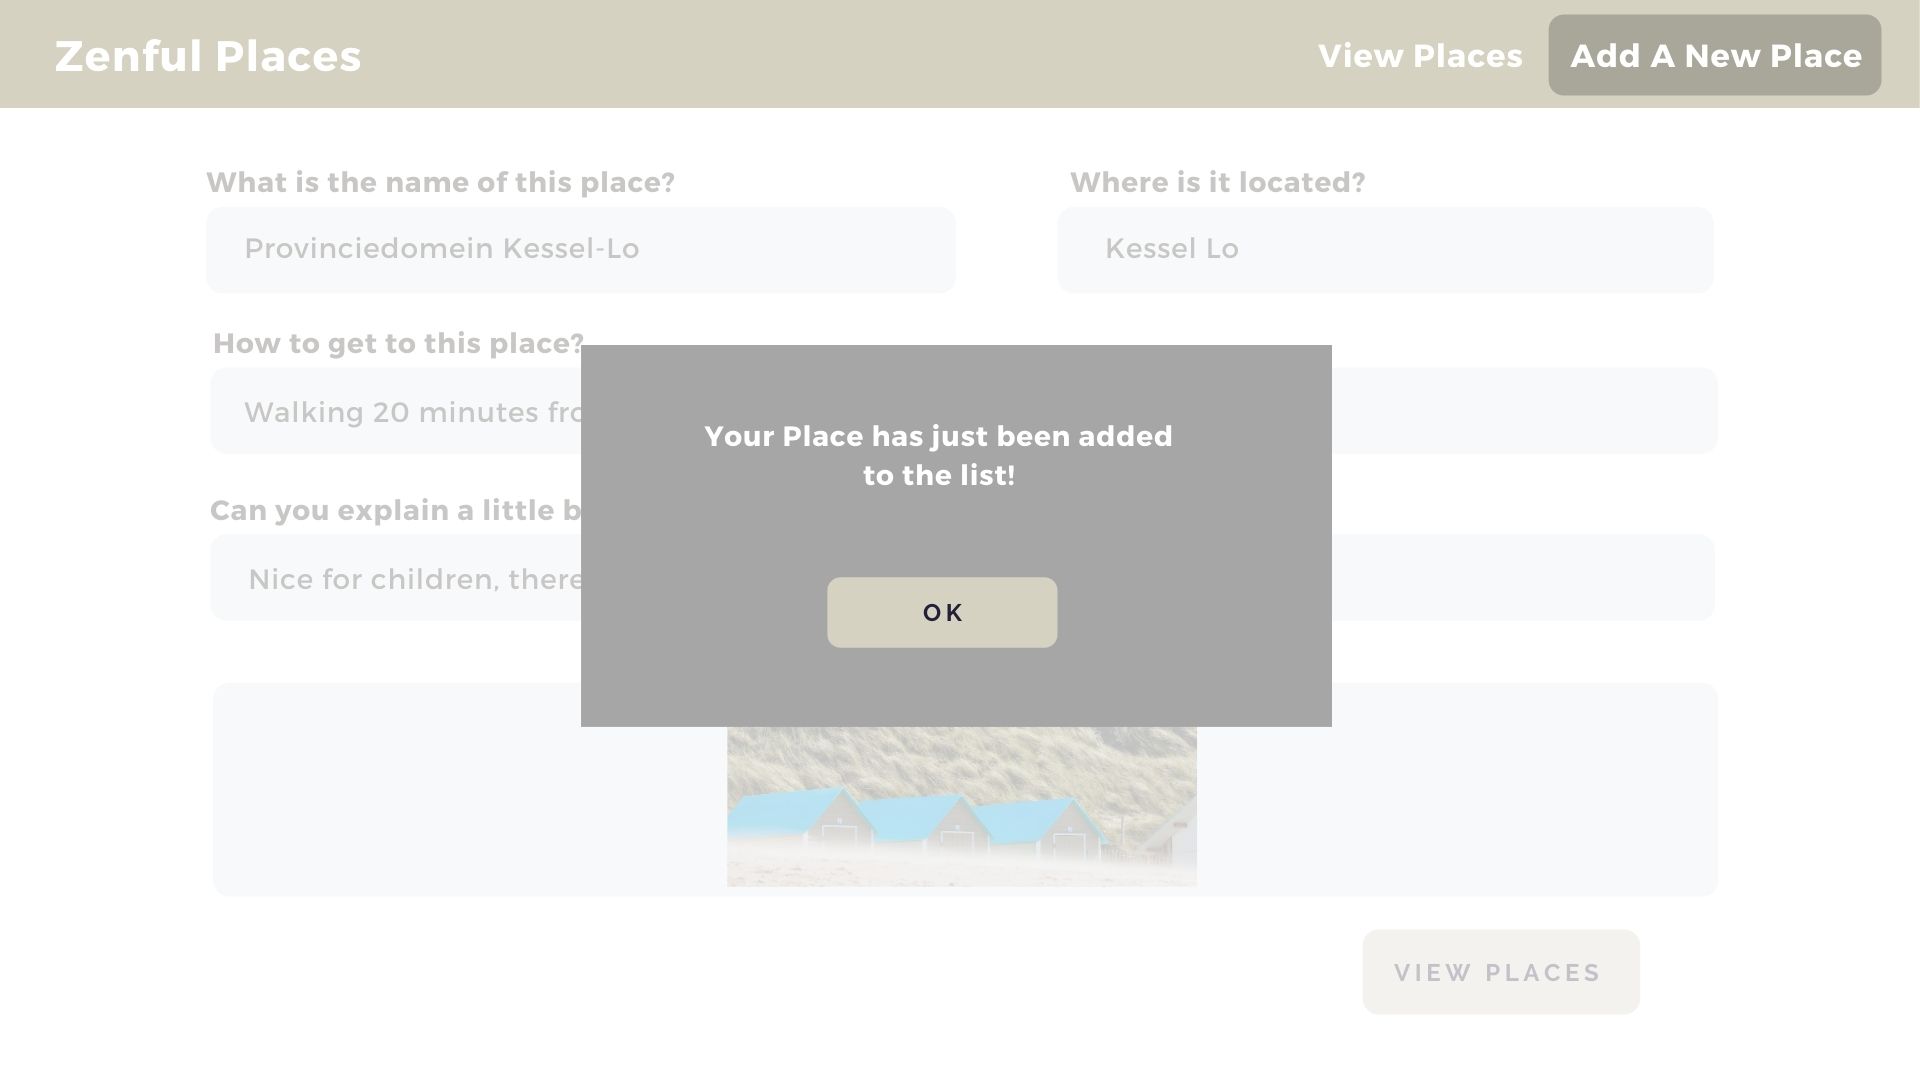 Zenful Places
View Places
Add A New Place
What is the name of this place?
Where is it located?
Provinciedomein Kessel-Lo
Kessel Lo
How to get to this place?
Walking 20 minutes
Can you explain a little
Nice for children, there
Your Place has just been added
to the list!
OK
VIEW PLACES